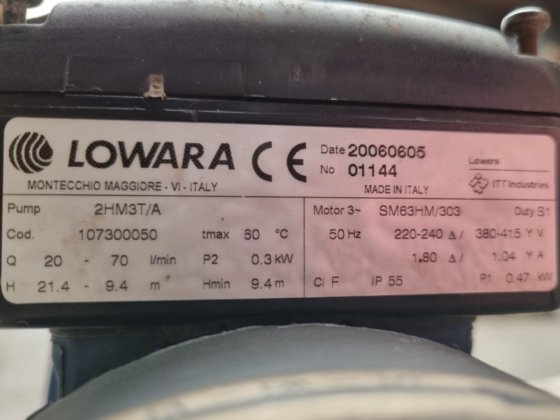 LOWARA CE Date 20060605 Lowara
No 01144 ITT Industries
MONTECCHIO MAGGIORE - VI - ITALY MADE IN ITALY
Pump 2HM3T/A Motor 3~ SM63HM/303 Duty S1
Cod. 107300050 tmax 80 °C 50 Hz 220-240 Δ/ 380-415 Y V
Q 20 - 70 l/min P2 0.3 kW 1.80 Δ/ 1.04 Y A
H 21.4 - 9.4 m Hmin 9.4 m Cl F IP 55 P1 0.47 kW